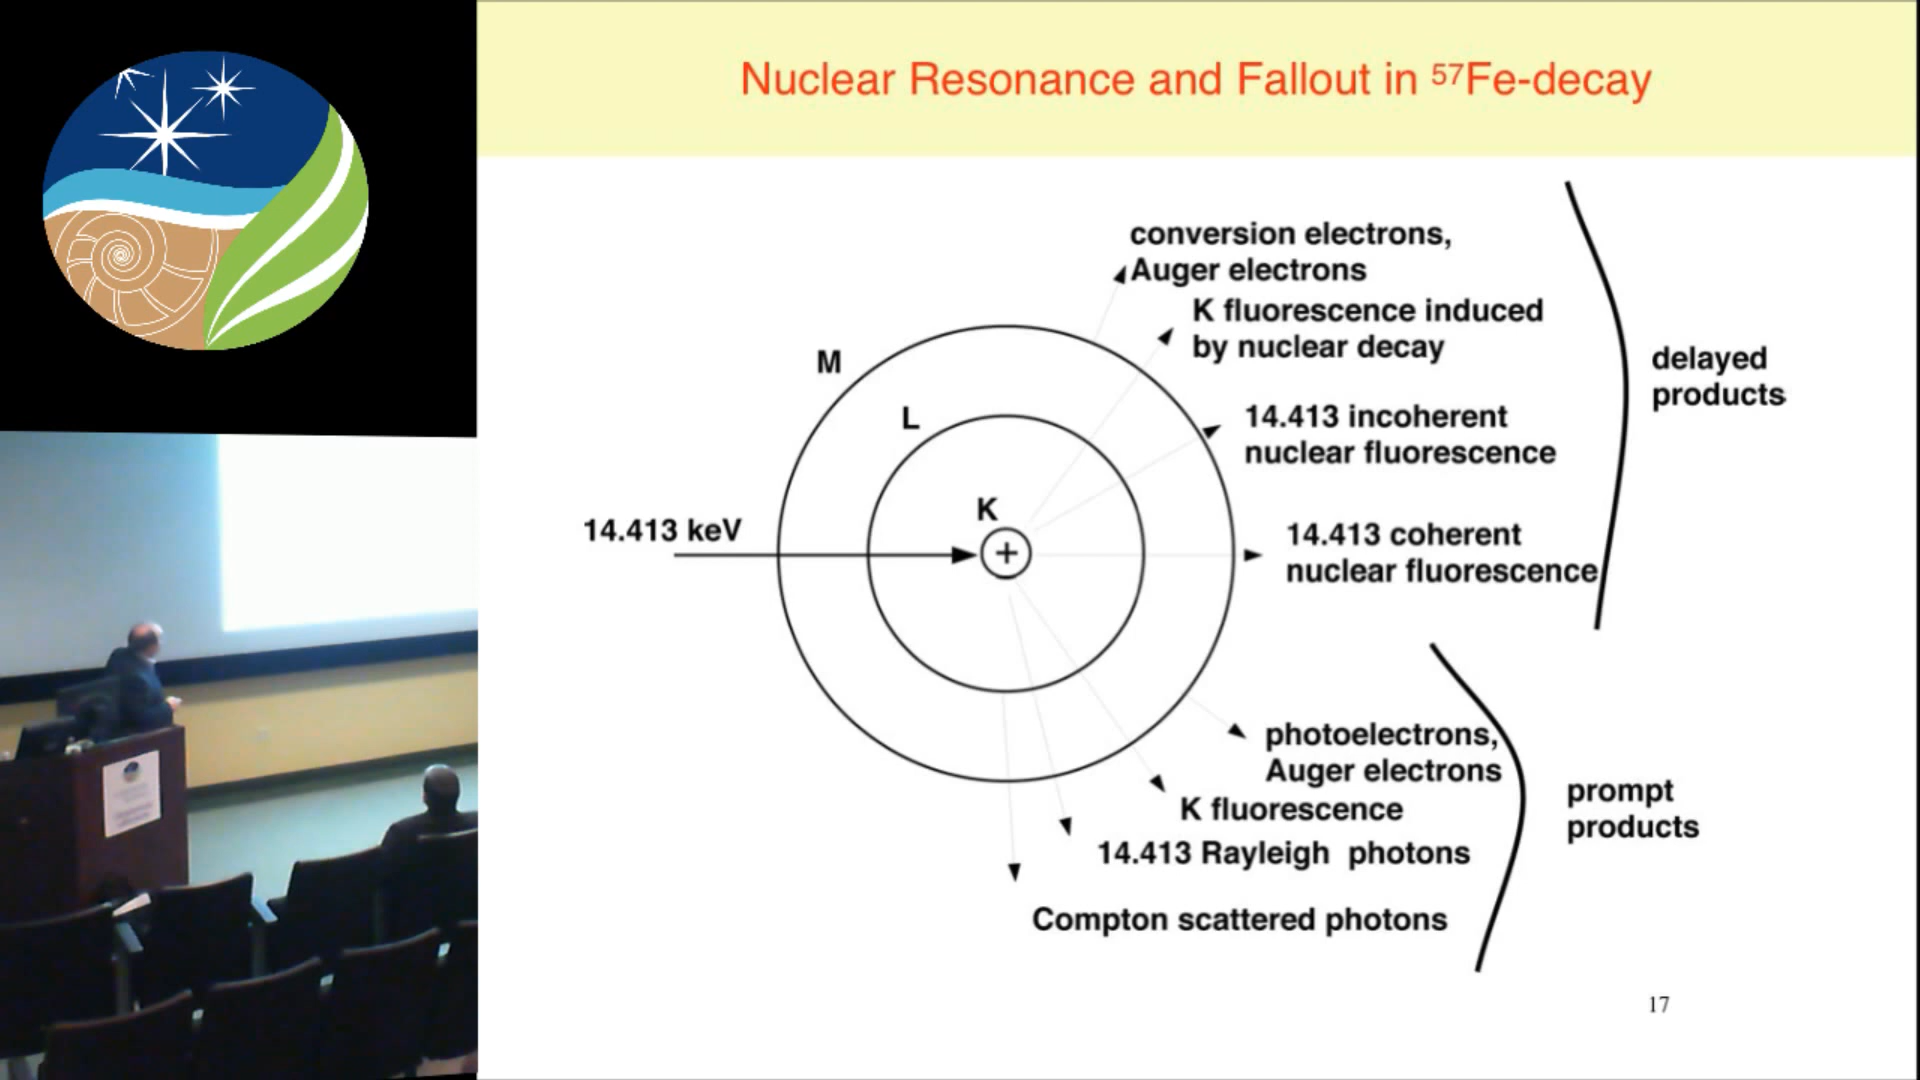 Nuclear Resonance and Fallout in ⁵⁷Fe-decay
conversion electrons,
Auger electrons
K fluorescence induced
by nuclear decay
M
delayed
products
L
14.413 incoherent
nuclear fluorescence
K
14.413 keV
+
14.413 coherent
nuclear fluorescence
photoelectrons,
Auger electrons
K fluorescence
prompt
products
14.413 Rayleigh photons
Compton scattered photons
17